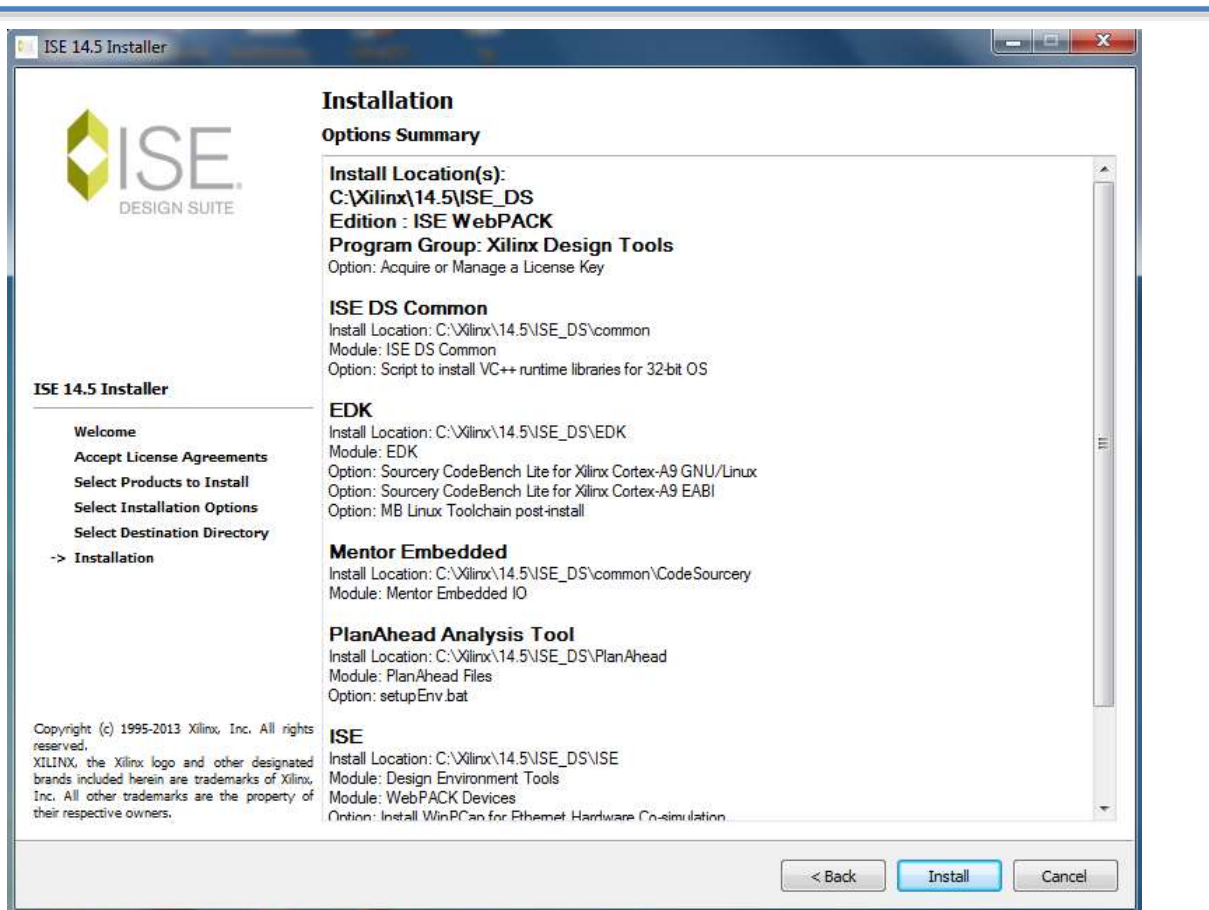 ISE 14.5 Installer
ISE
DESIGN SUITE
ISE 14.5 Installer
Welcome
Accept License Agreements
Select Products to Install
Select Installation Options
Select Destination Directory
-> Installation
Copyright (c) 1995-2013 Xilinx, Inc. All rights
reserved.
XILINX, the Xilinx logo and other designated
brands included herein are trademarks of Xilinx,
Inc. All other trademarks are the property of
their respective owners.
Installation
Options Summary
Install Location(s):
C:\Xilinx\14.5\ISE_DS
Edition : ISE WebPACK
Program Group: Xilinx Design Tools
Option: Acquire or Manage a License Key
ISE DS Common
Install Location: C:\Xilinx\14.5\ISE_DS\common
Module: ISE DS Common
Option: Script to install VC++ runtime libraries for 32-bit OS
EDK
Install Location: C:\Xilinx\14.5\ISE_DS\EDK
Module: EDK
Option: Sourcery CodeBench Lite for Xilinx Cortex-A9 GNU/Linux
Option: Sourcery CodeBench Lite for Xilinx Cortex-A9 EABI
Option: MB Linux Toolchain post-install
Mentor Embedded
Install Location: C:\Xilinx\14.5\ISE_DS\common\CodeSourcery
Module: Mentor Embedded IO
PlanAhead Analysis Tool
Install Location: C:\Xilinx\14.5\ISE_DS\PlanAhead
Module: PlanAhead Files
Option: setupEnv.bat
ISE
Install Location: C:\Xilinx\14.5\ISE_DS\ISE
Module: Design Environment Tools
Module: WebPACK Devices
Option: Install WinPCap for Ethernet Hardware Co-simulation
< Back
Install
Cancel